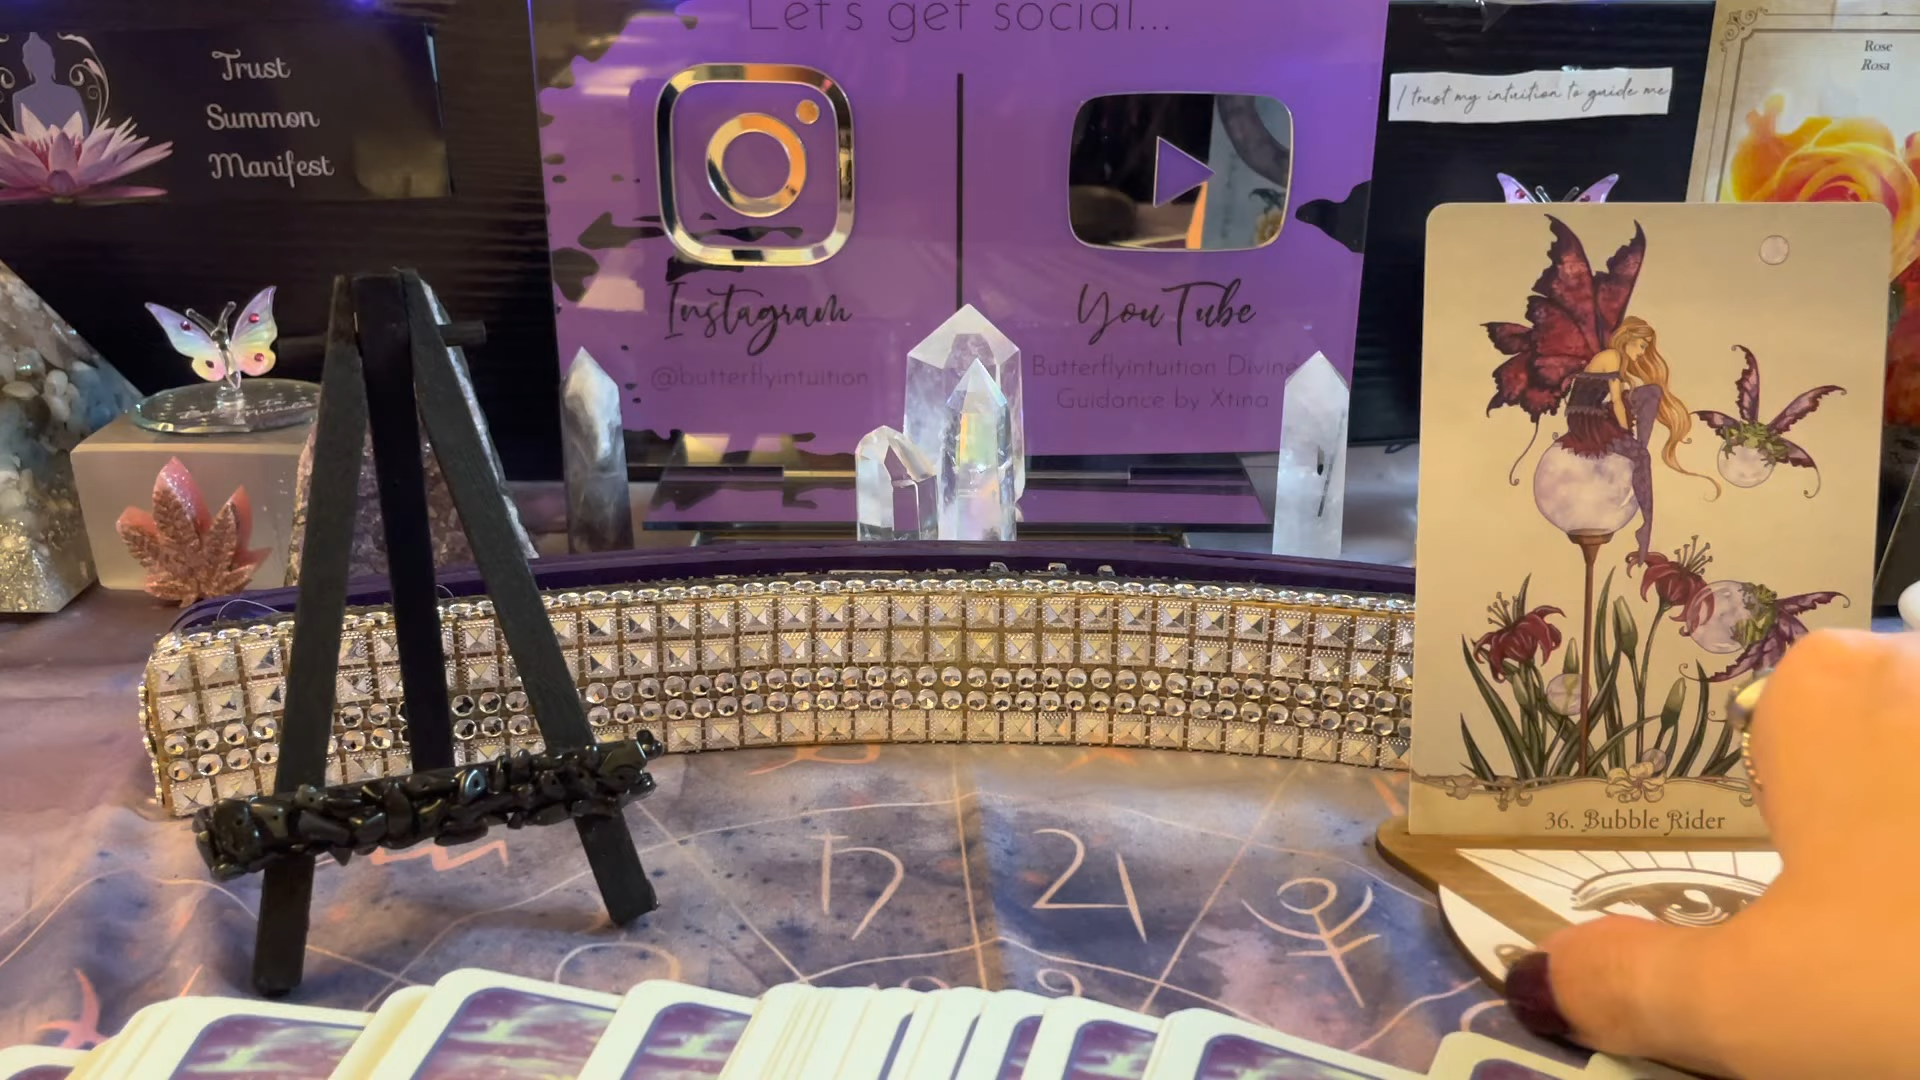 Let's get social...
Trust
Summon
Manifest
Instagram
@butterflyintuition
YouTube
Butterflyintuition Divine
Guidance by Xtina
I trust my intuition to guide me
Rose
Rosa
36. Bubble Rider